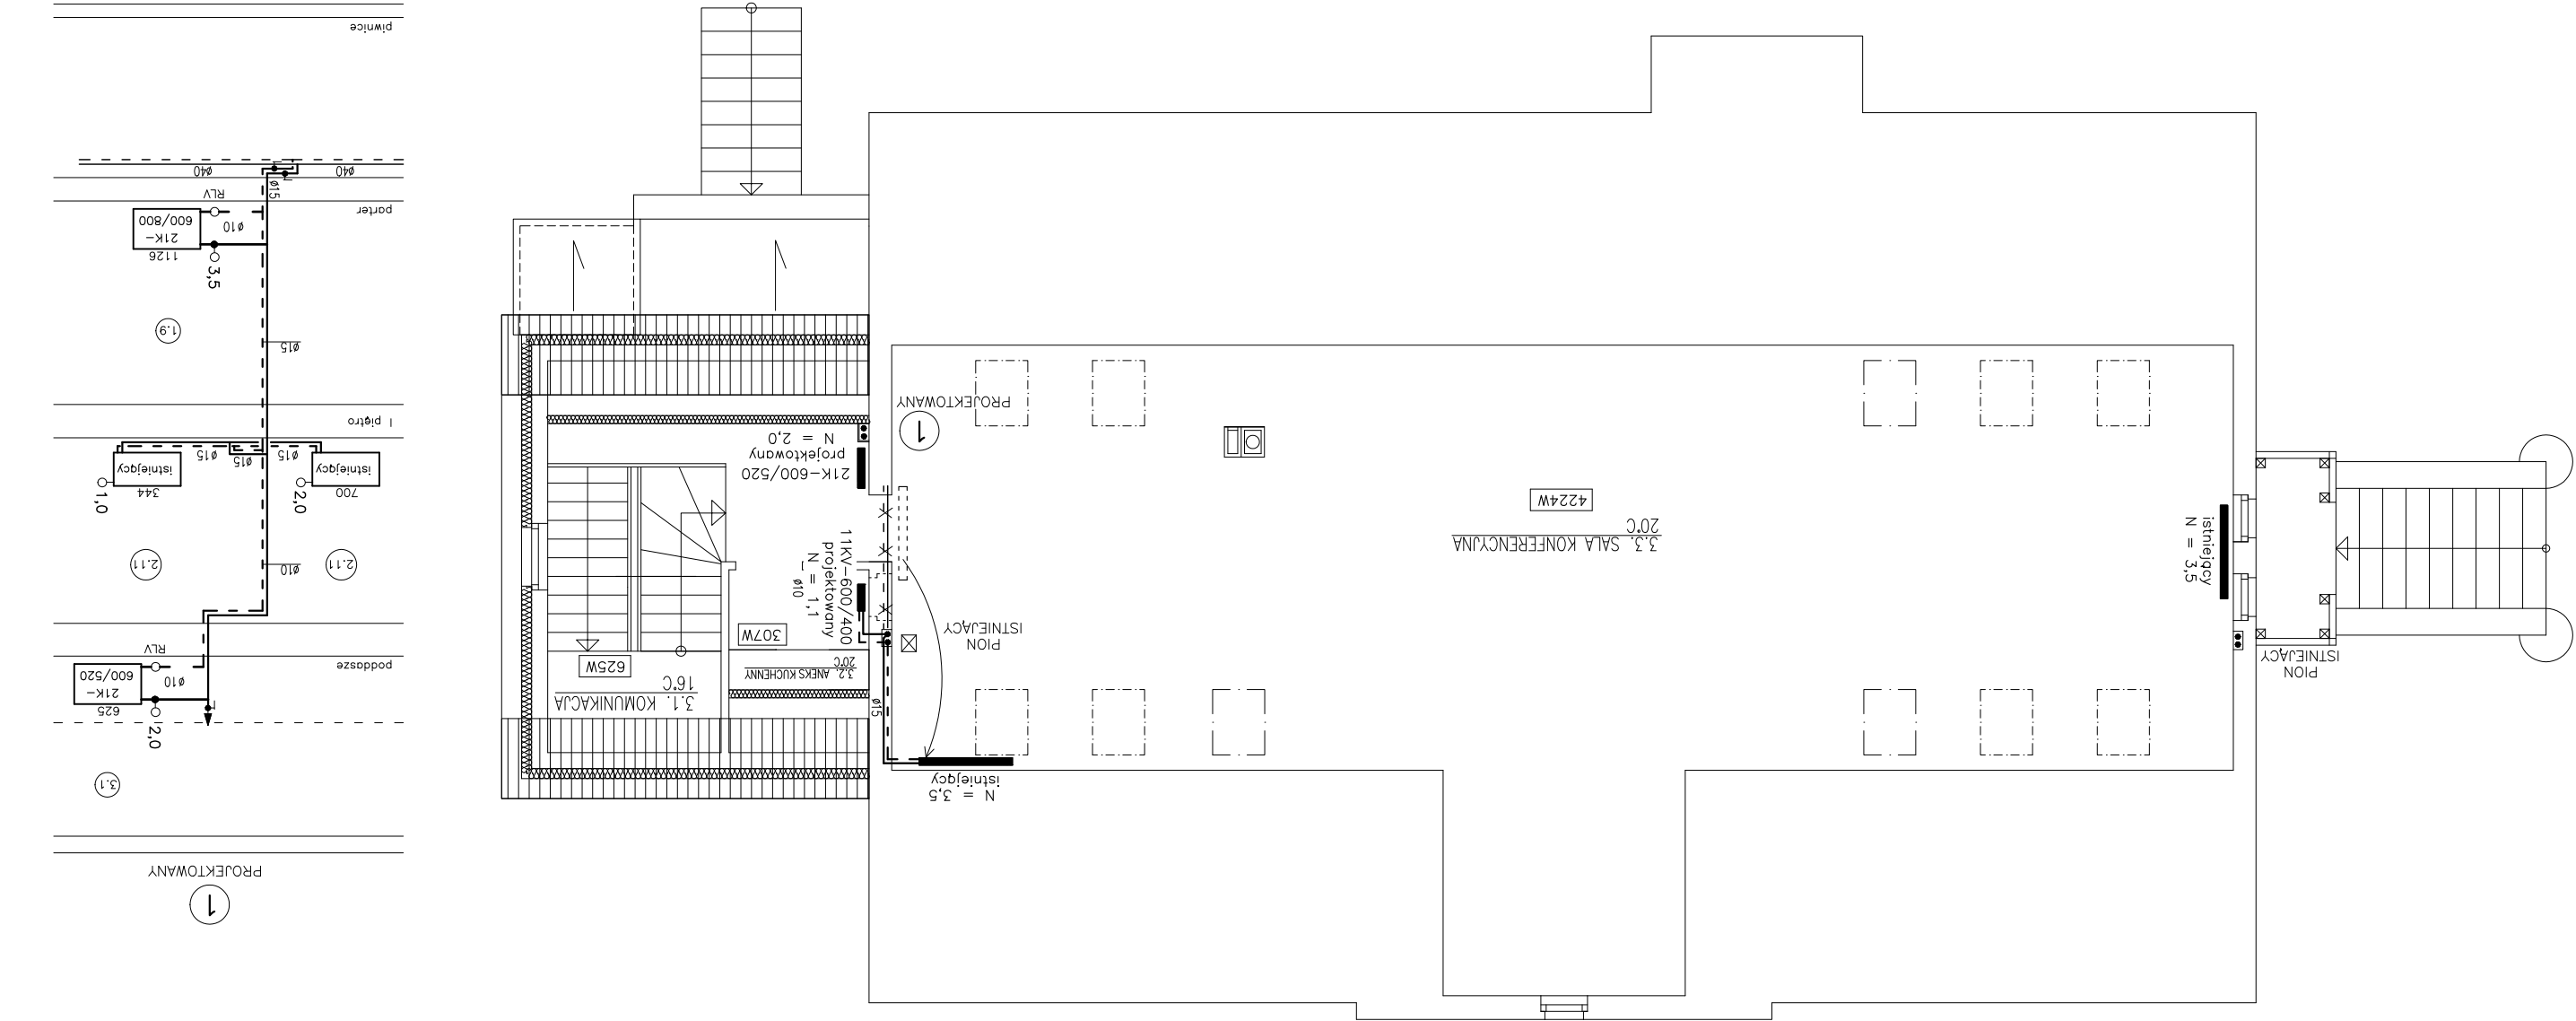 PION
ISTNIEJĄCY
istniejący
N = 3,5
3.3. SALA KONFERENCYJNA
20°C
4224W
N = 3,5
istniejący
PION
ISTNIEJĄCY
ø15
3.1. KOMUNIKACJA
16°C
625W
3.2. ANEKS KUCHENNY
20°C
307W
11KV-600/400
projektowany
N = 1,1
ø10
21K-600/520
projektowany
N = 2,0
1
PROJEKTOWANY
1
PROJEKTOWANY
3.1
2,0
625
21K-
600/520
ø10
RLV
poddasze
2.11
ø10
2.11
2,0
1,0
700
344
istniejący
istniejący
ø15
ø15
ø15
I piętro
ø15
1.9
3,5
1126
21K-
600/800
ø10
RLV
parter
ø15
ø40
ø40
piwnice